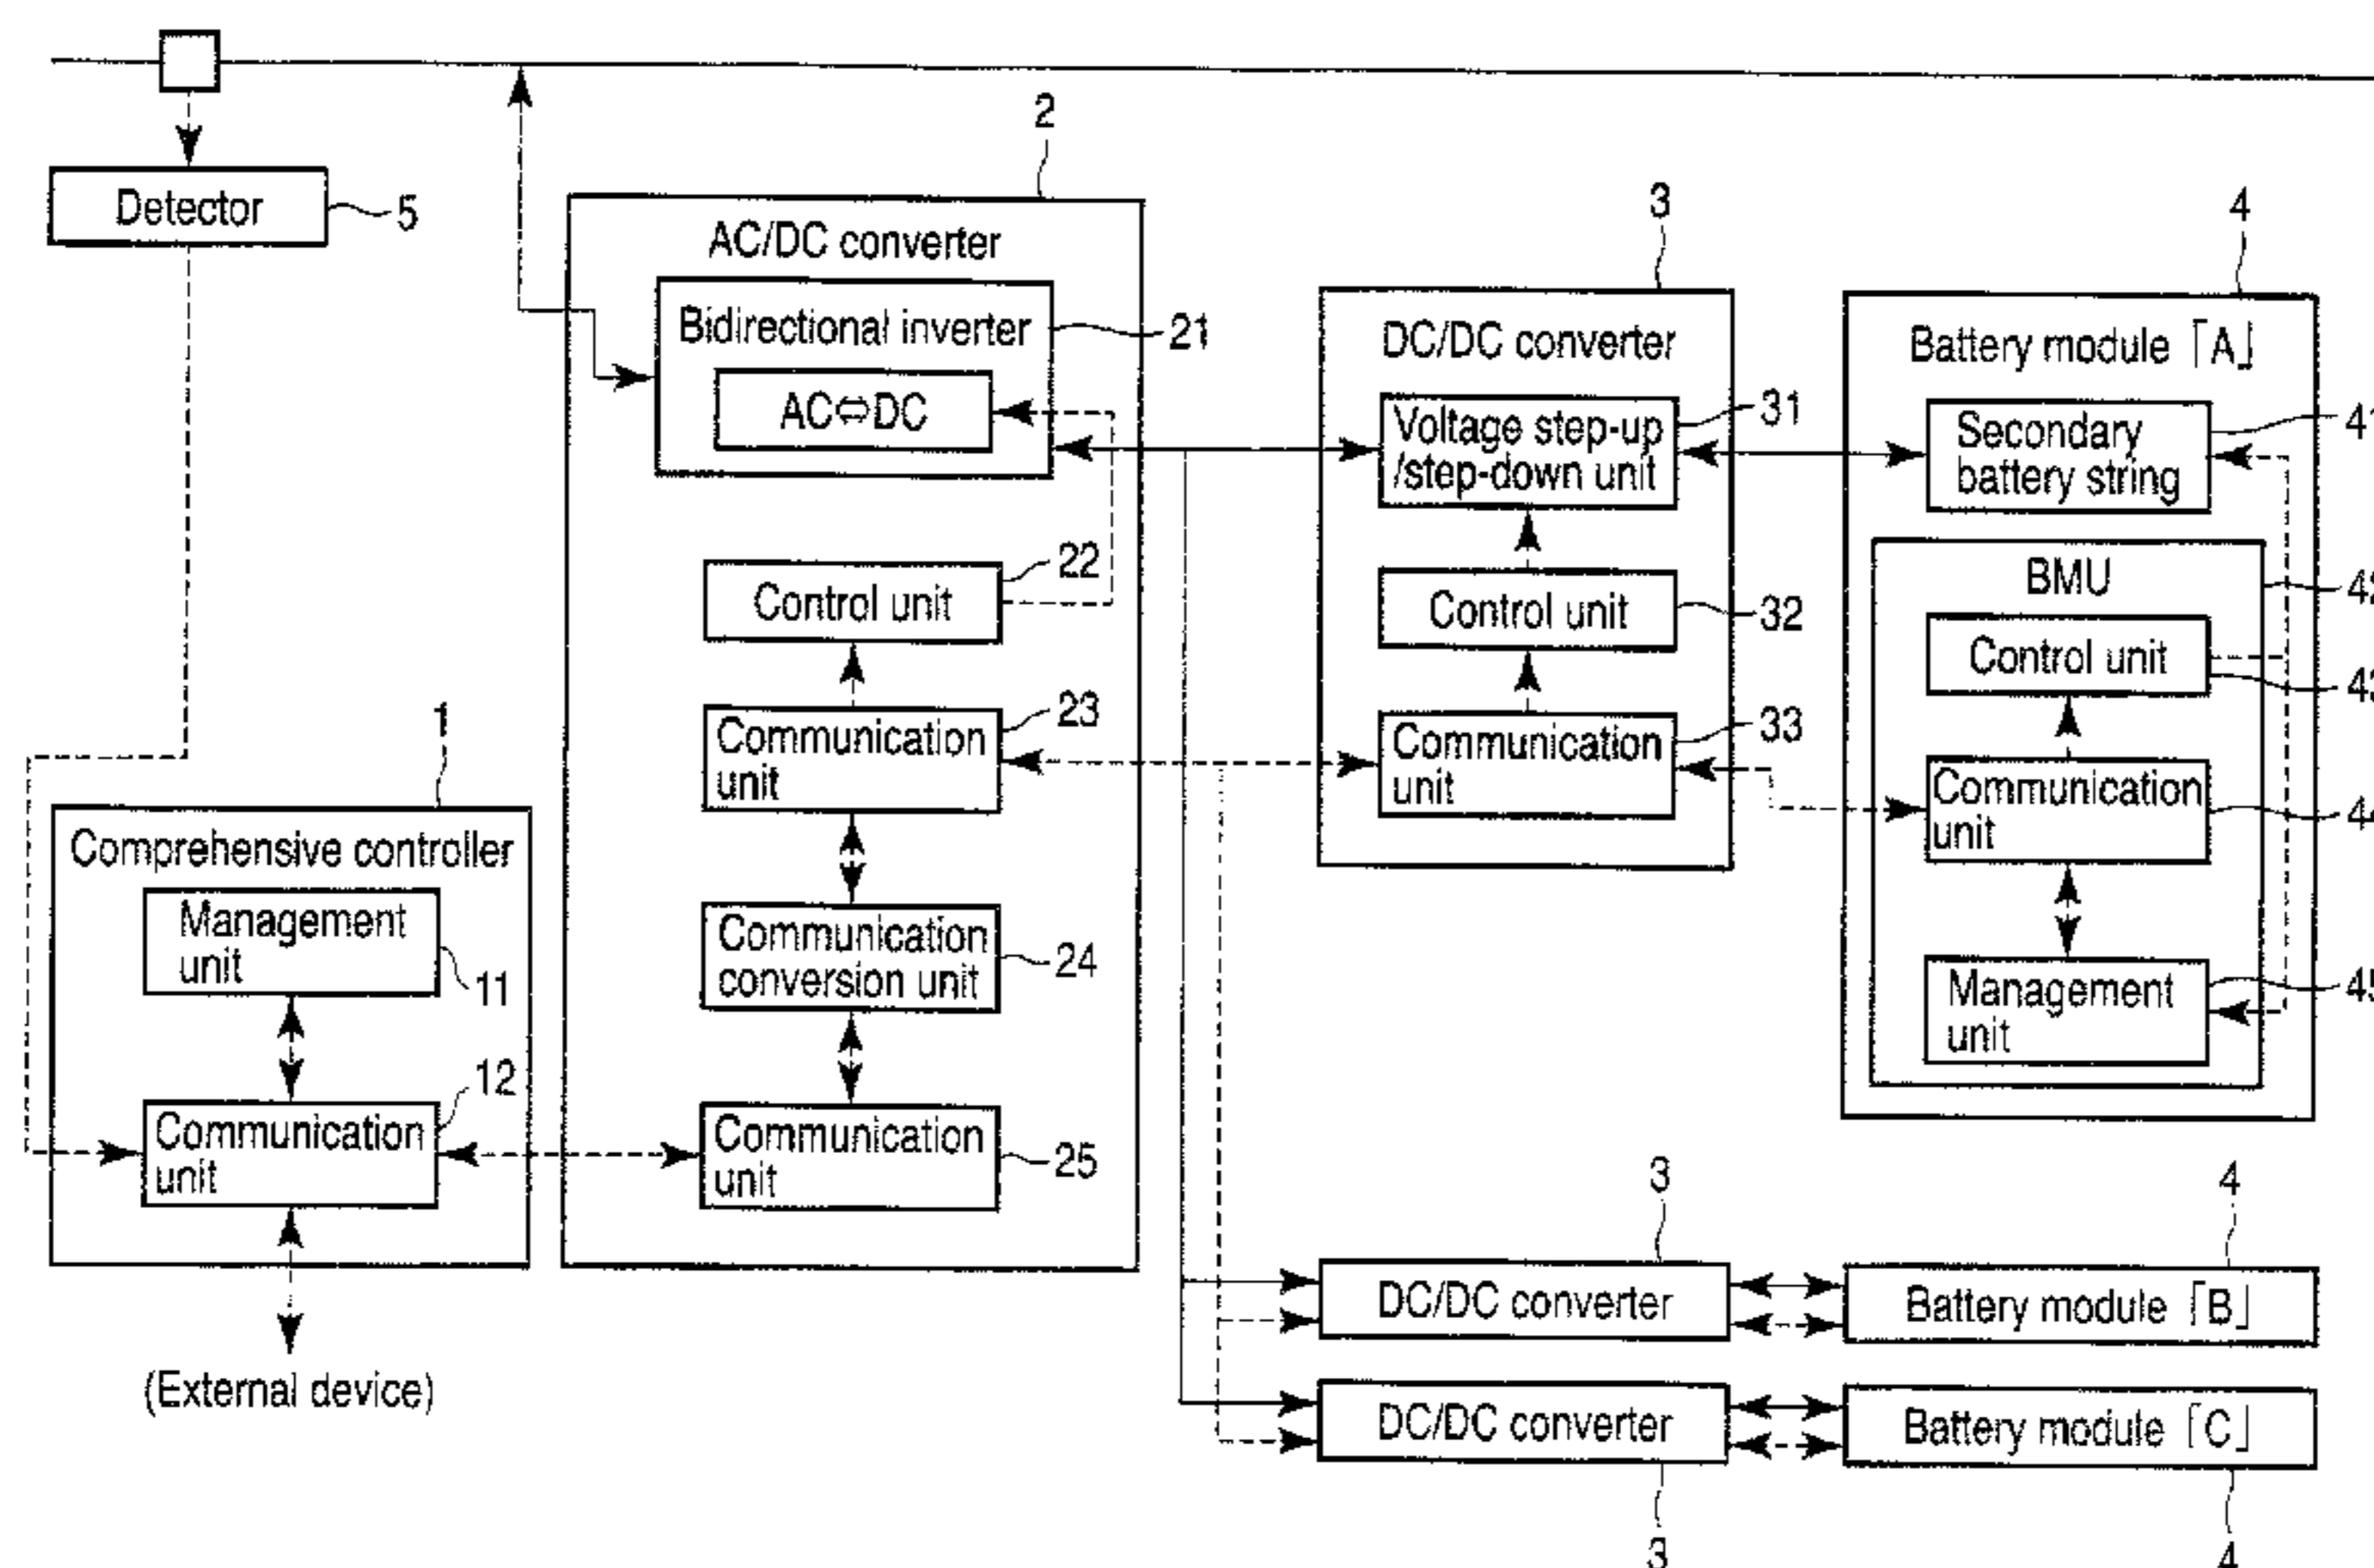 2
Detector
5
AC/DC converter
Bidirectional inverter
21
AC⇔DC
22
Control unit
23
Communication
unit
Communication
conversion unit
24
Communication
unit
25
1
Comprehensive controller
Management
unit
11
12
Communication
unit
(External device)
3
DC/DC converter
31
Voltage step-up
/step-down unit
Control unit
32
Communication
unit
33
4
Battery module「A」
Secondary
battery string
BMU
Control unit
Communication
unit
Management
unit
3
DC/DC converter
4
Battery module「B」
DC/DC converter
3
Battery module「C」
4